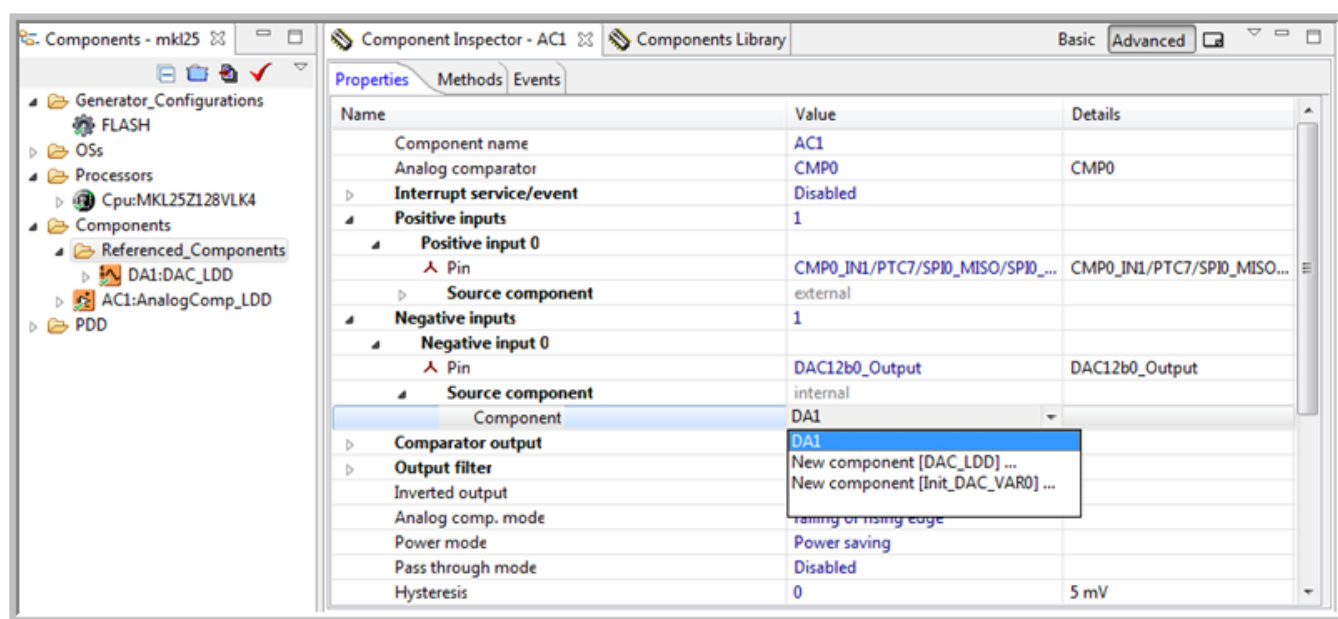 Components - mkl25
Generator_Configurations
FLASH
OSs
Processors
Cpu:MKL25Z128VLK4
Components
Referenced_Components
DA1:DAC_LDD
AC1:AnalogComp_LDD
PDD
Component Inspector - AC1 Components Library Basic Advanced
Properties Methods Events
Name Value Details
Component name AC1
Analog comparator CMP0 CMP0
Interrupt service/event Disabled
Positive inputs 1
Positive input 0
Pin CMP0_IN1/PTC7/SPI0_MISO/SPI0_... CMP0_IN1/PTC7/SPI0_MISO...
Source component external
Negative inputs 1
Negative input 0
Pin DAC12b0_Output DAC12b0_Output
Source component internal
Component DA1
Comparator output DA1
Output filter New component [DAC_LDD] ...
Inverted output New component [Init_DAC_VAR0] ...
Analog comp. mode falling or rising edge
Power mode Power saving
Pass through mode Disabled
Hysteresis 0 5 mV